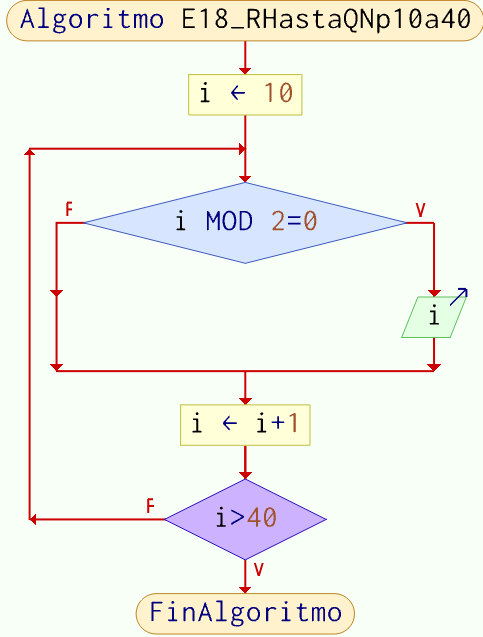 Algoritmo E18_RHastaQNp10a40
i ← 10
i MOD 2=0
F
V
i
i ← i+1
i>40
F
V
FinAlgoritmo